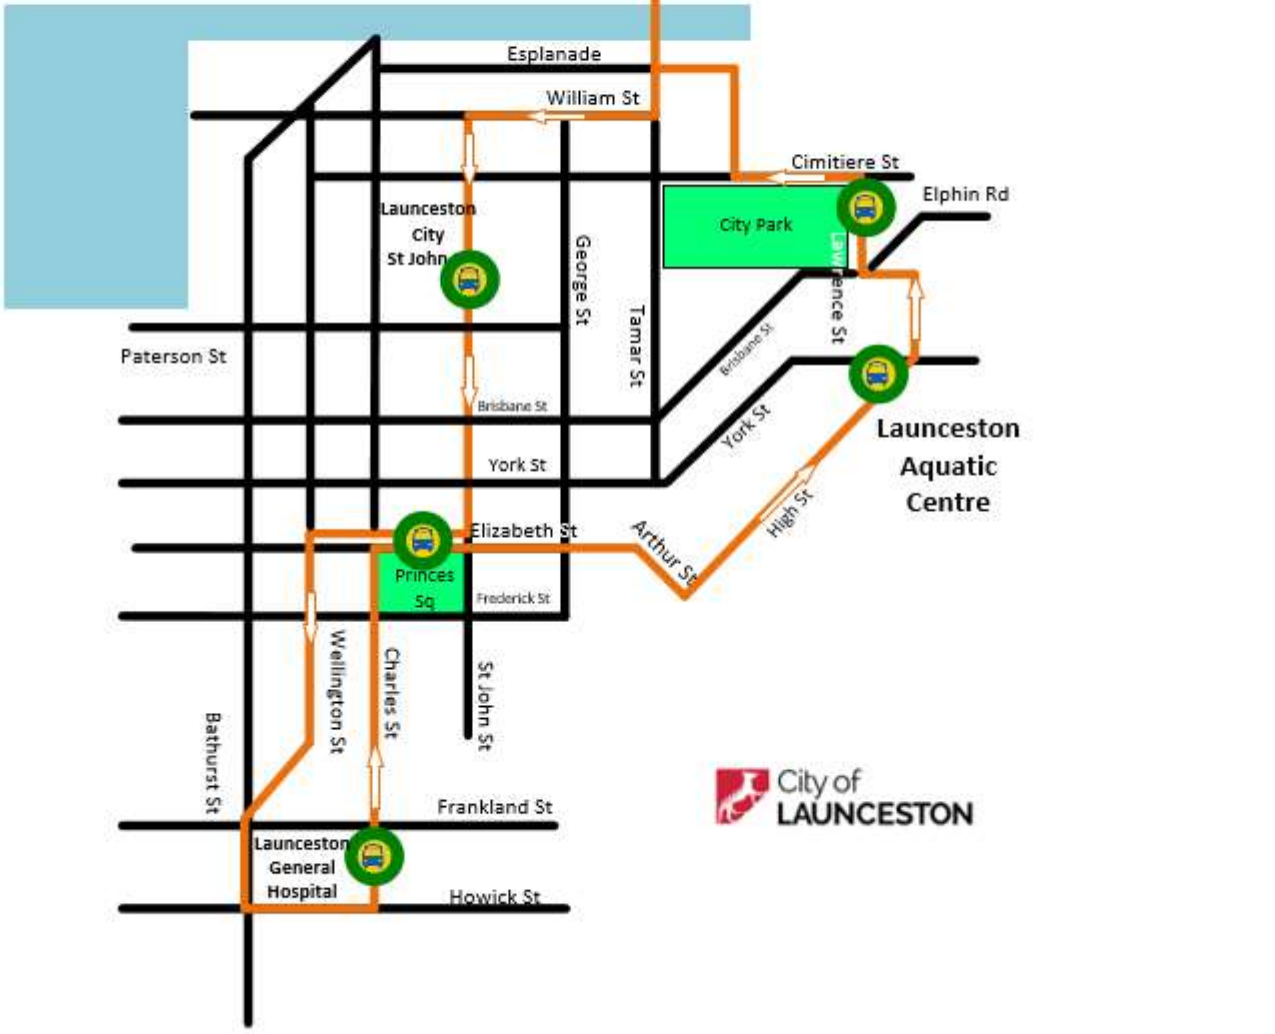 Esplanade
William St
Cimitiere St
Elphin Rd
Launceston
City
St John
City Park
George St
Lawrence St
Tamar St
Paterson St
Brisbane St
Brisbane St
York St
York St
Launceston
Aquatic
Centre
High St
Elizabeth St
Arthur St
Princes
Sq
Frederick St
Wellington St
Charles St
St John St
Bathurst St
City of
LAUNCESTON
Frankland St
Launceston
General
Hospital
Howick St